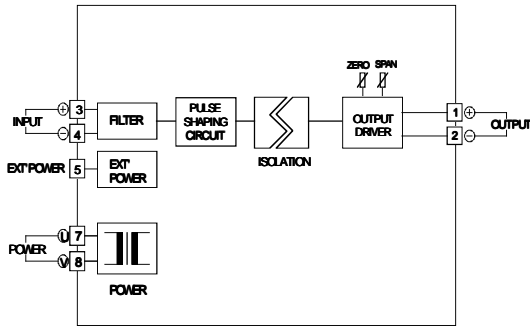 ZERO SPAN
3
+
INPUT
-
4
FILTER
PULSE
SHAPING
CIRCUIT
ISOLATION
OUTPUT
DRIVER
1
+
OUTPUT
2
-
EXT' POWER
5
EXT'
POWER
U
7
POWER
V
8
POWER